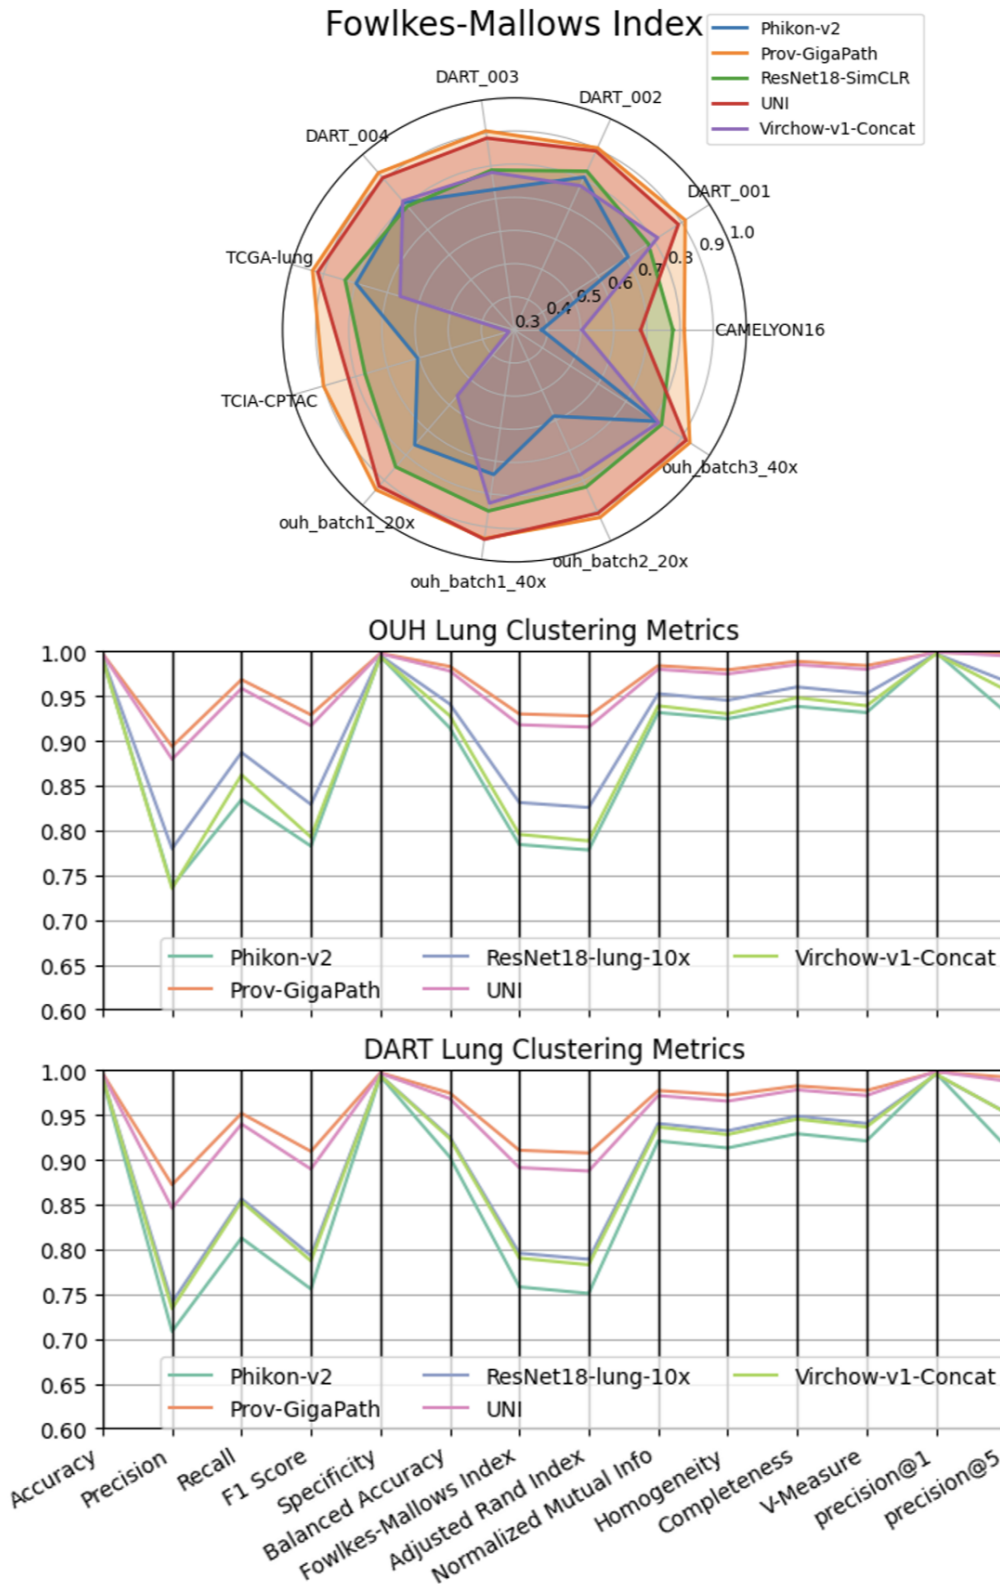 Fowlkes-Mallows Index
Phikon-v2
Prov-GigaPath
ResNet18-SimCLR
UNI
Virchow-v1-Concat
DART_003
DART_002
DART_004
DART_001
1.0
0.9
0.8
0.7
0.6
0.5
0.4
0.3
TCGA-lung
CAMELYON16
TCIA-CPTAC
ouh_batch3_40x
ouh_batch1_20x
ouh_batch2_20x
ouh_batch1_40x
OUH Lung Clustering Metrics
1.00
0.95
0.90
0.85
0.80
0.75
0.70
0.65
0.60
Phikon-v2 ResNet18-lung-10x Virchow-v1-Concat
Prov-GigaPath UNI
DART Lung Clustering Metrics
1.00
0.95
0.90
0.85
0.80
0.75
0.70
0.65
0.60
Phikon-v2 ResNet18-lung-10x Virchow-v1-Concat
Prov-GigaPath UNI
Accuracy
Precision
Recall
F1 Score
Specificity
Balanced Accuracy
Fowlkes-Mallows Index
Adjusted Rand Index
Normalized Mutual Info
Homogeneity
Completeness
V-Measure
precision@1
precision@5